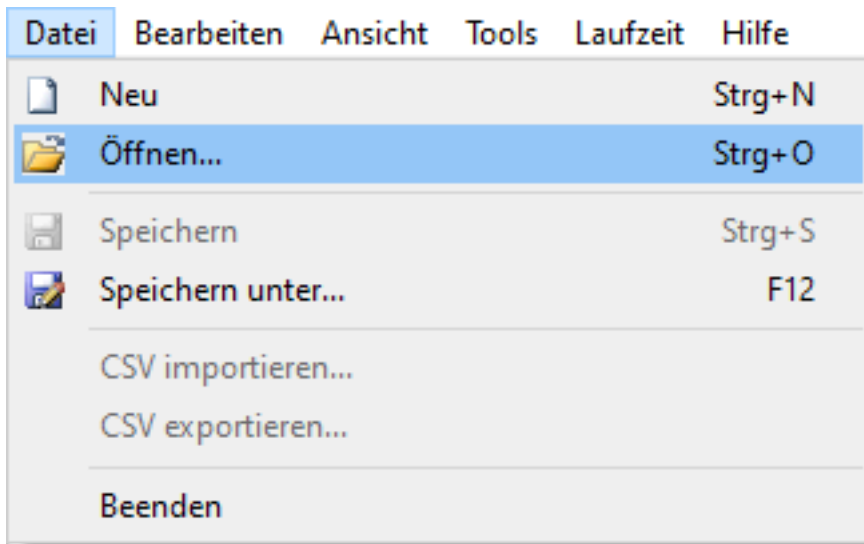 Datei Bearbeiten Ansicht Tools Laufzeit Hilfe
Neu Strg+N
Öffnen... Strg+O
Speichern Strg+S
Speichern unter... F12
CSV importieren...
CSV exportieren...
Beenden